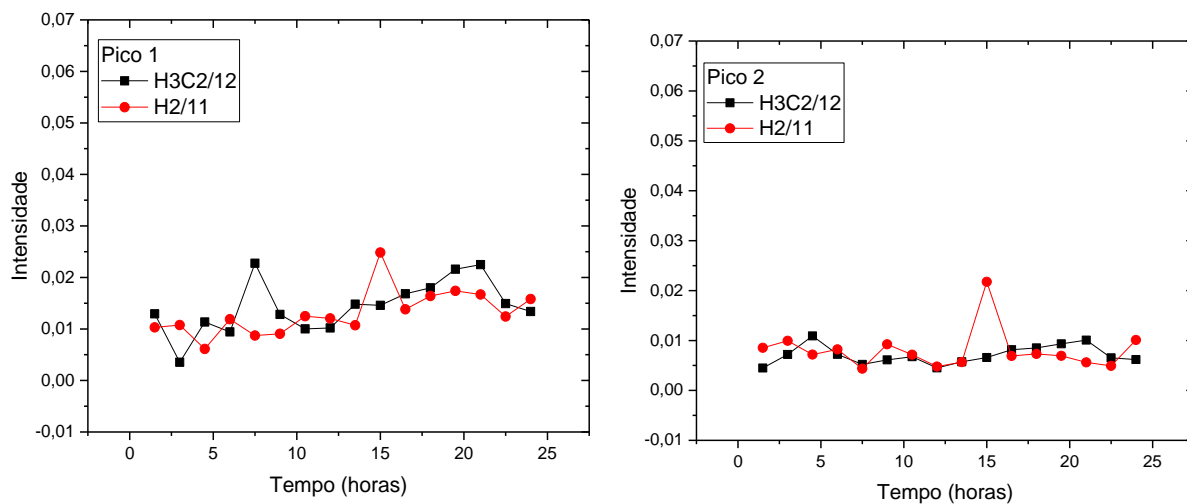 0,07
0,06
0,05
0,04
0,03
0,02
0,01
0,00
-0,01
Intensidade
Pico 1
H3C2/12
H2/11
0 5 10 15 20 25
Tempo (horas)
0,07
0,06
0,05
0,04
0,03
0,02
0,01
0,00
-0,01
Intensidade
Pico 2
H3C2/12
H2/11
0 5 10 15 20 25
Tempo (horas)